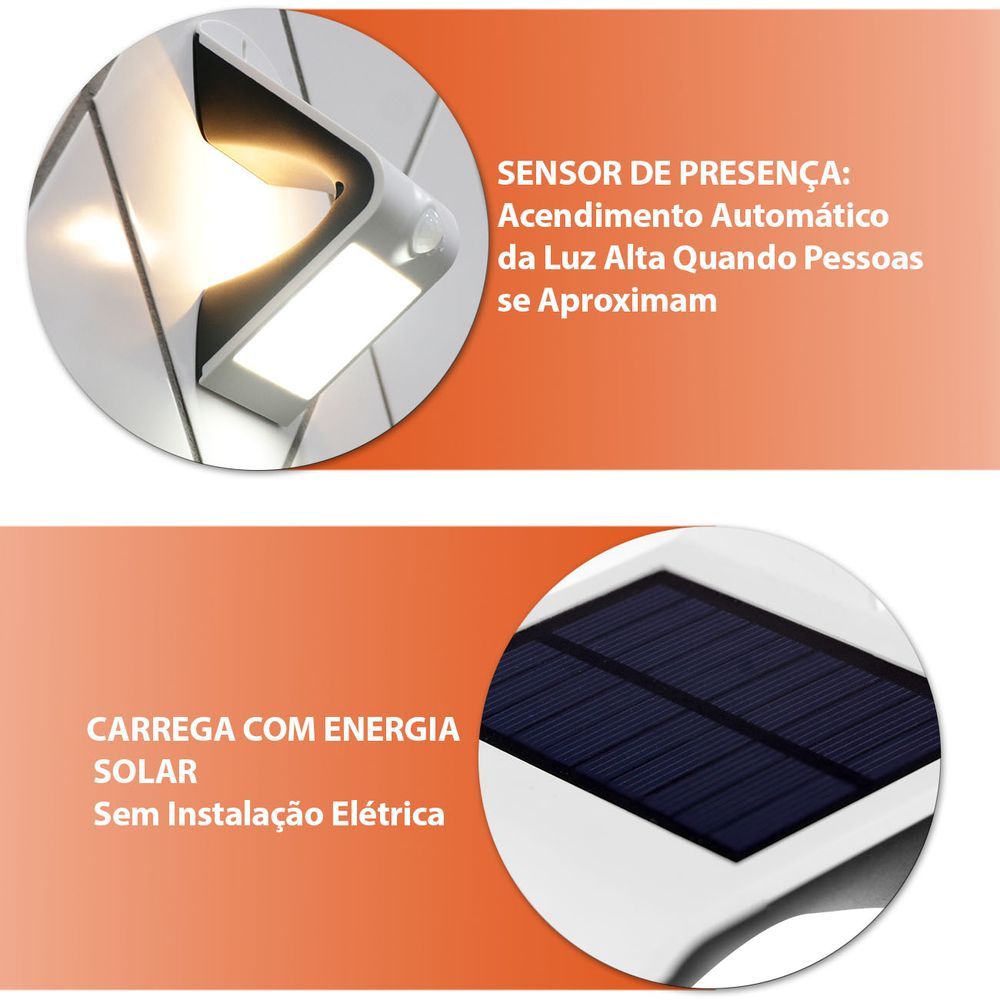 SENSOR DE PRESENÇA:
Acendimento Automático
da Luz Alta Quando Pessoas
se Aproximam
CARREGA COM ENERGIA
SOLAR
Sem Instalação Elétrica